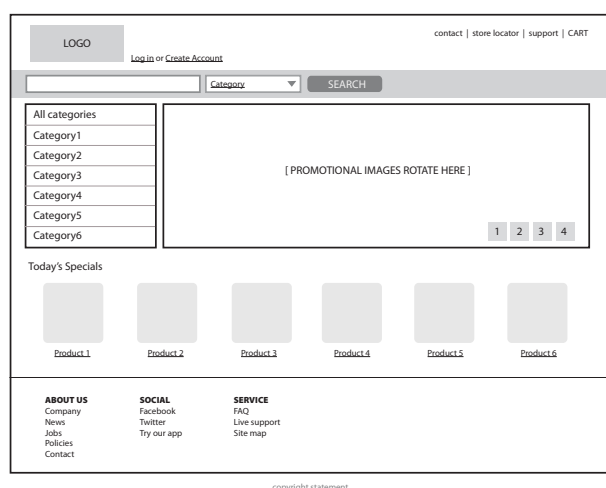 LOGO
Log in or Create Account
contact | store locator | support | CART
Category
SEARCH
All categories
Category1
Category2
Category3
Category4
Category5
Category6
[ PROMOTIONAL IMAGES ROTATE HERE ]
1 2 3 4
Today's Specials
Product 1 Product 2 Product 3 Product 4 Product 5 Product 6
ABOUT US
Company
News
Jobs
Policies
Contact
SOCIAL
Facebook
Twitter
Try our app
SERVICE
FAQ
Live support
Site map
copyright statement